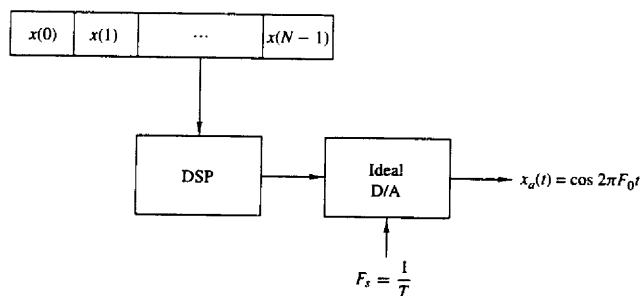 x(0) x(1) ... x(N − 1)
DSP
Ideal
D/A
x_a(t) = cos 2πF_0t
F_s = 1/T